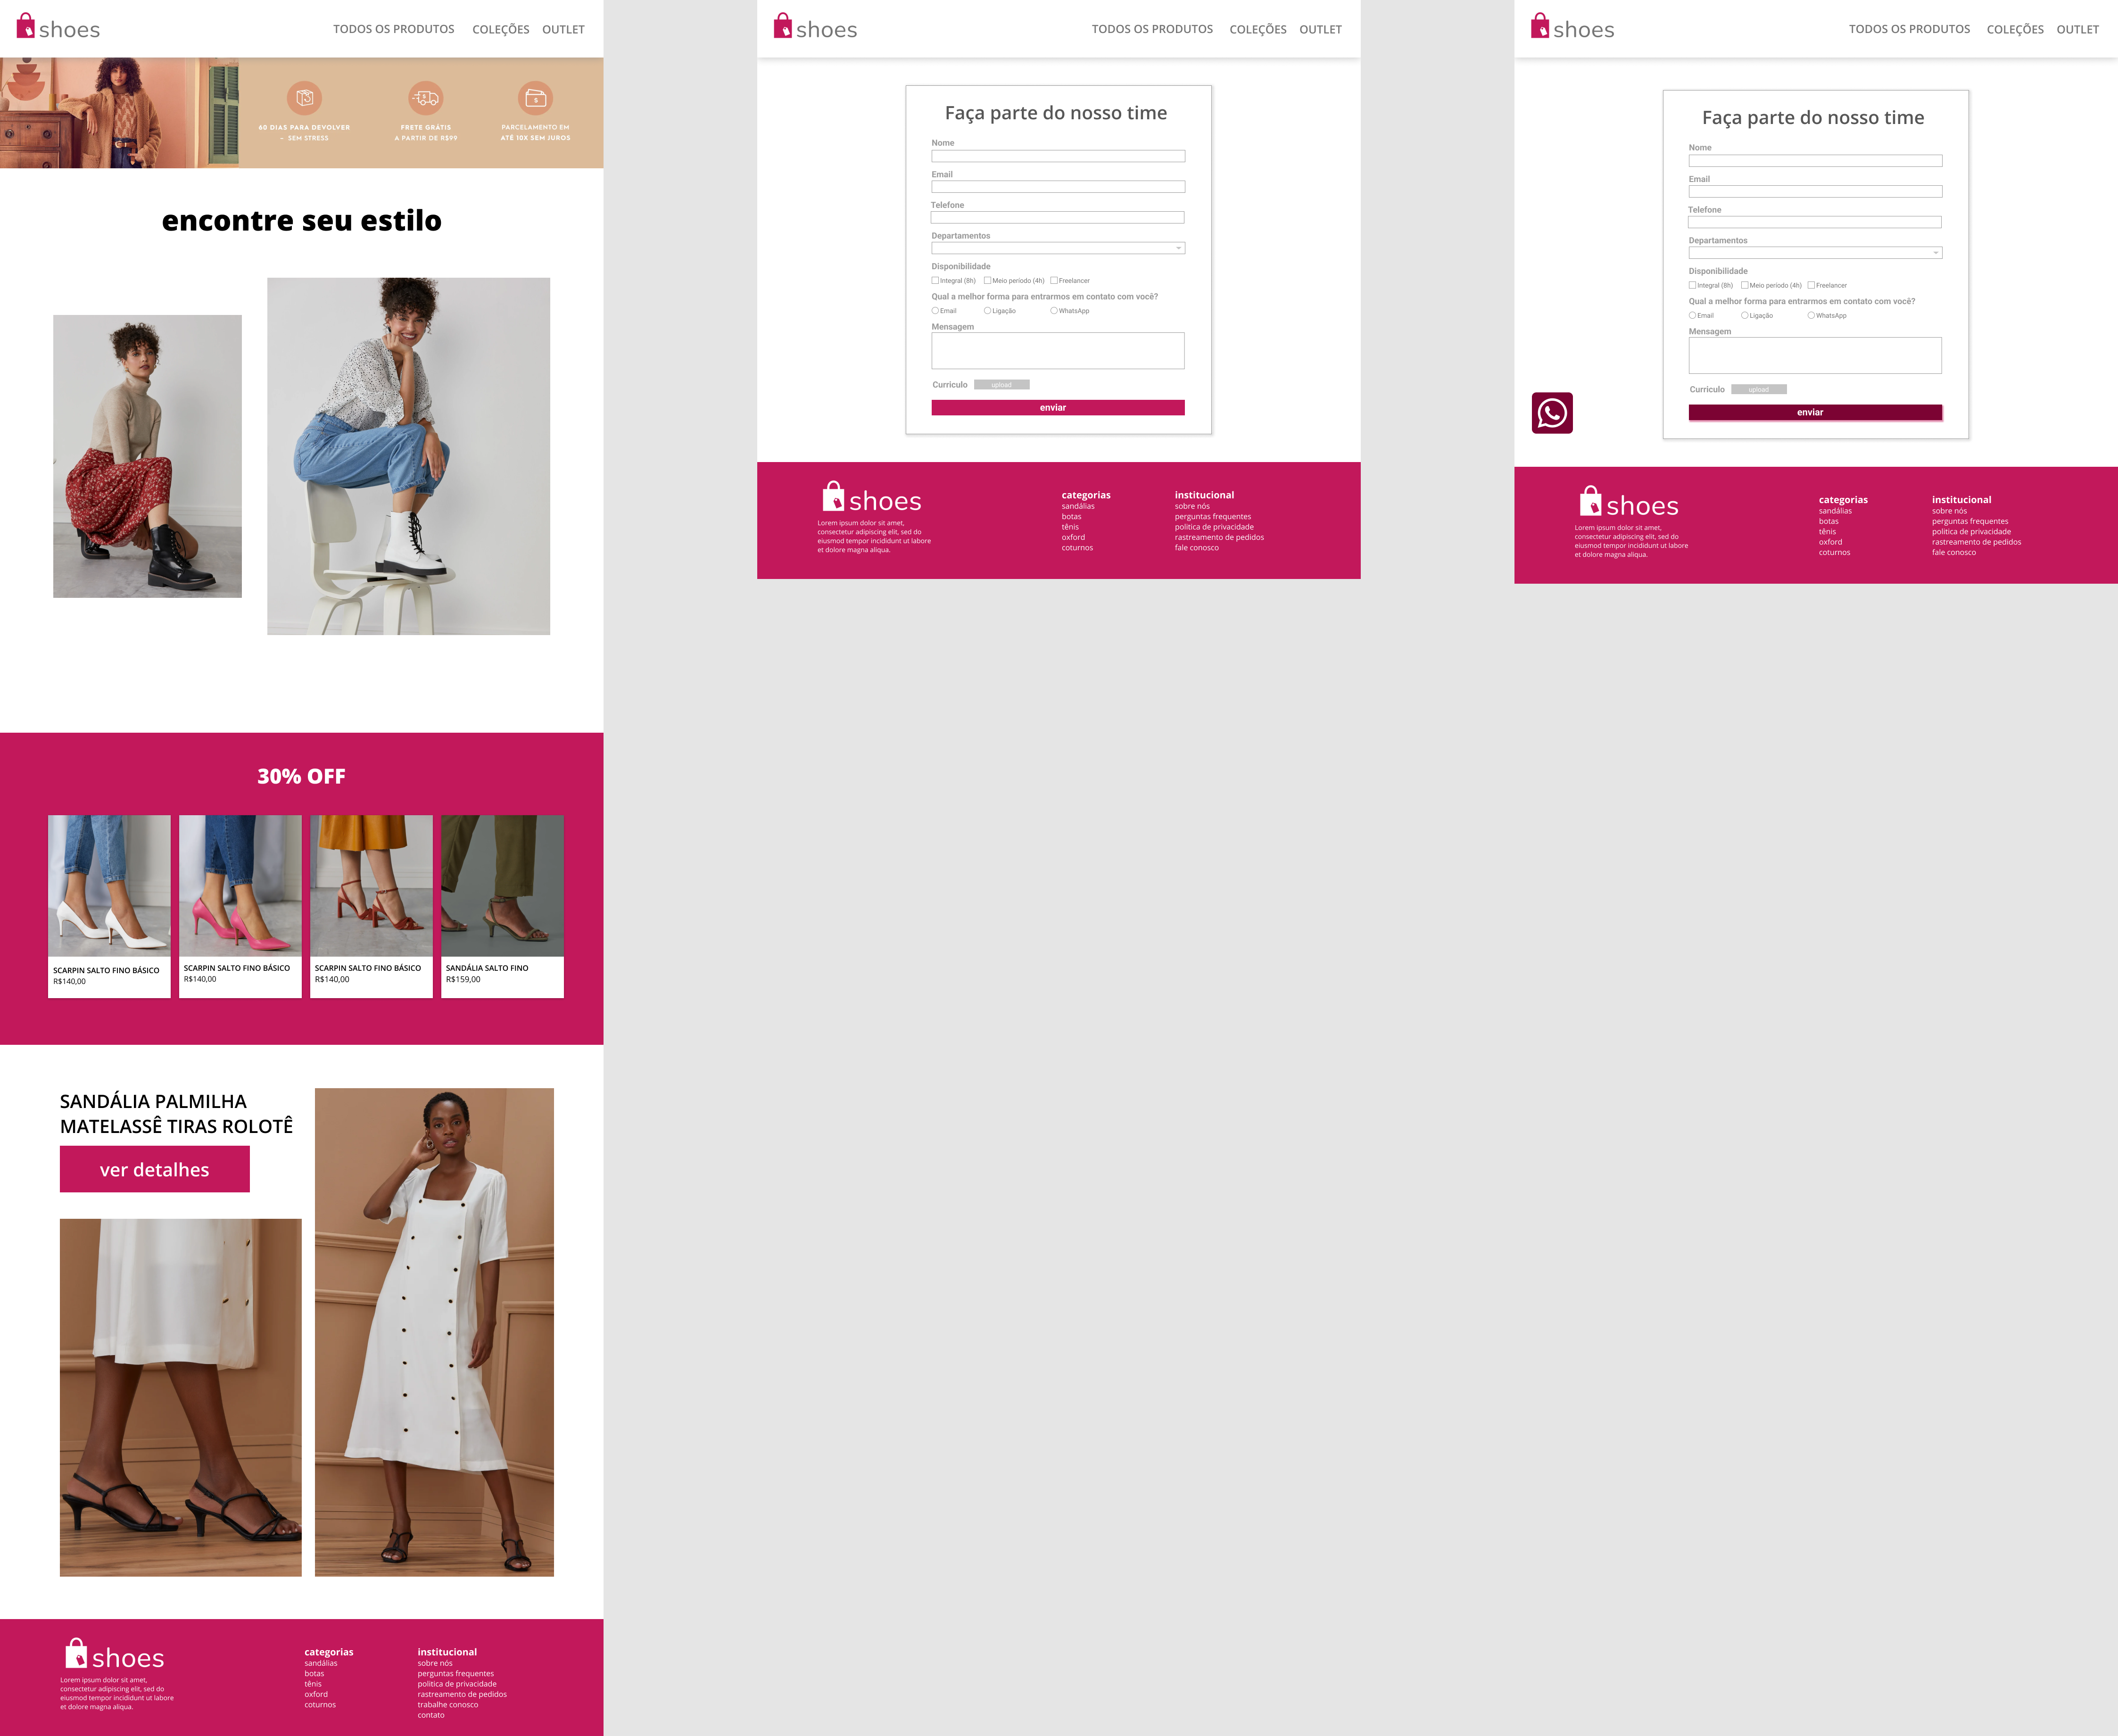 shoes
TODOS OS PRODUTOS COLEÇÕES OUTLET
60 DIAS PARA DEVOLVER
– SEM STRESS
FRETE GRÁTIS
A PARTIR DE R$99
PARCELAMENTO EM
ATÉ 10X SEM JUROS
encontre seu estilo
30% OFF
SCARPIN SALTO FINO BÁSICO
R$140,00
SCARPIN SALTO FINO BÁSICO
R$140,00
SCARPIN SALTO FINO BÁSICO
R$140,00
SANDÁLIA SALTO FINO
R$159,00
SANDÁLIA PALMILHA
MATELASSÊ TIRAS ROLOTÊ
ver detalhes
shoes
Lorem ipsum dolor sit amet,
consectetur adipiscing elit, sed do
eiusmod tempor incididunt ut labore
et dolore magna aliqua.
categorias
sandálias
botas
tênis
oxford
coturnos
institucional
sobre nós
perguntas frequentes
politica de privacidade
rastreamento de pedidos
trabalhe conosco
contato
shoes
TODOS OS PRODUTOS COLEÇÕES OUTLET
Faça parte do nosso time
Nome
Email
Telefone
Departamentos
Disponibilidade
Integral (8h) Meio período (4h) Freelancer
Qual a melhor forma para entrarmos em contato com você?
Email Ligação WhatsApp
Mensagem
Curriculo upload
enviar
shoes
Lorem ipsum dolor sit amet,
consectetur adipiscing elit, sed do
eiusmod tempor incididunt ut labore
et dolore magna aliqua.
categorias
sandálias
botas
tênis
oxford
coturnos
institucional
sobre nós
perguntas frequentes
politica de privacidade
rastreamento de pedidos
fale conosco
shoes
TODOS OS PRODUTOS COLEÇÕES OUTLET
Faça parte do nosso time
Nome
Email
Telefone
Departamentos
Disponibilidade
Integral (8h) Meio período (4h) Freelancer
Qual a melhor forma para entrarmos em contato com você?
Email Ligação WhatsApp
Mensagem
Curriculo upload
enviar
shoes
Lorem ipsum dolor sit amet,
consectetur adipiscing elit, sed do
eiusmod tempor incididunt ut labore
et dolore magna aliqua.
categorias
sandálias
botas
tênis
oxford
coturnos
institucional
sobre nós
perguntas frequentes
politica de privacidade
rastreamento de pedidos
fale conosco